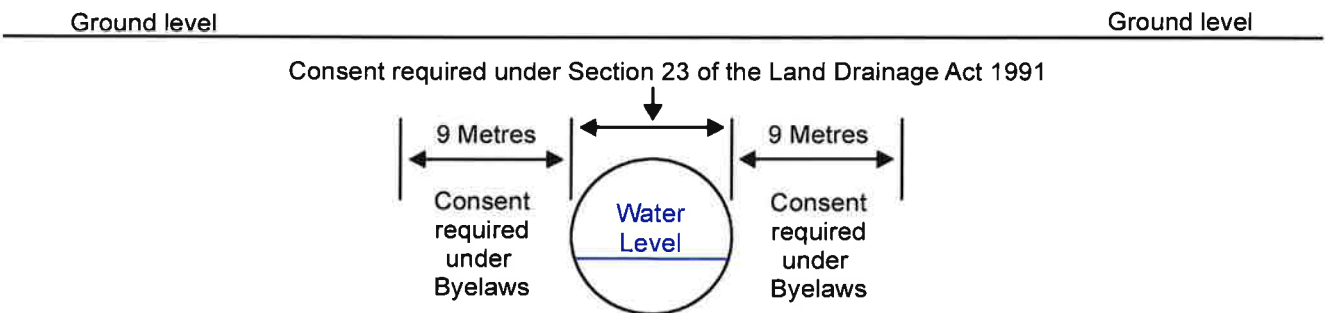 Ground level
Ground level
Consent required under Section 23 of the Land Drainage Act 1991
9 Metres
9 Metres
Consent
required
under
Byelaws
Water
Level
Consent
required
under
Byelaws